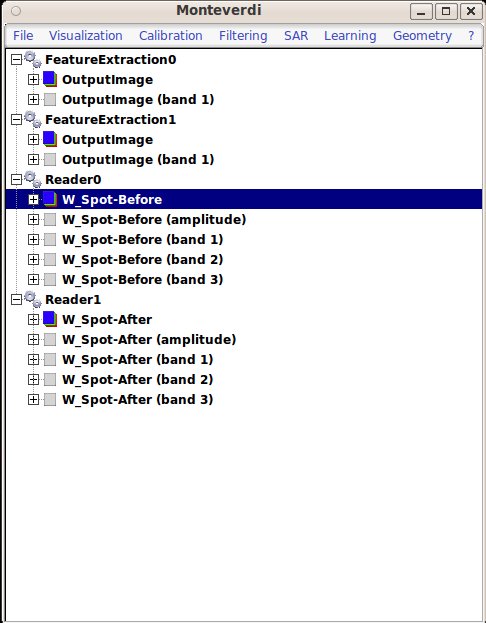 Monteverdi
File Visualization Calibration Filtering SAR Learning Geometry ?
FeatureExtraction0
OutputImage
OutputImage (band 1)
FeatureExtraction1
OutputImage
OutputImage (band 1)
Reader0
W_Spot-Before
W_Spot-Before (amplitude)
W_Spot-Before (band 1)
W_Spot-Before (band 2)
W_Spot-Before (band 3)
Reader1
W_Spot-After
W_Spot-After (amplitude)
W_Spot-After (band 1)
W_Spot-After (band 2)
W_Spot-After (band 3)